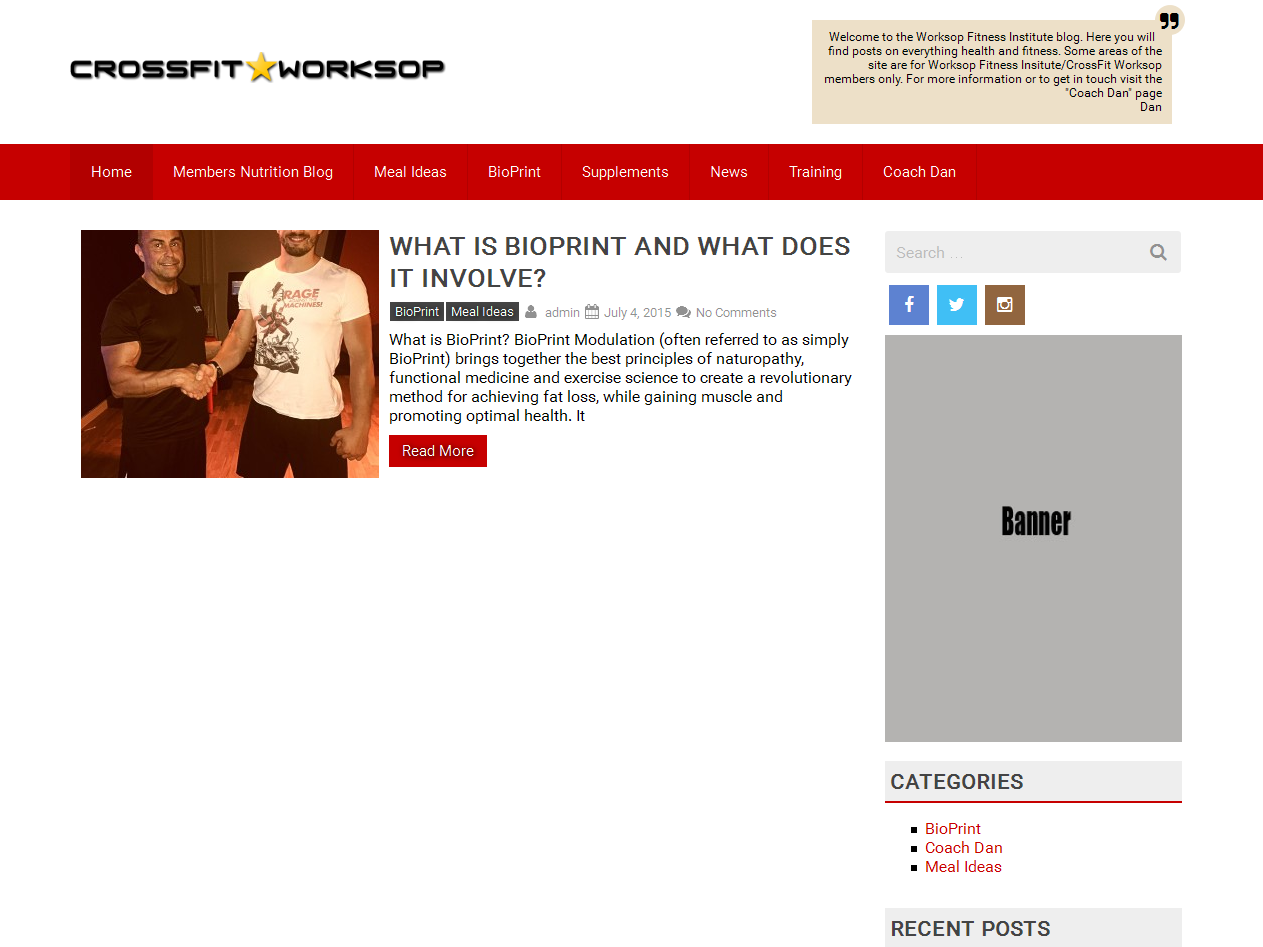 CROSSFIT WORKSOP
Welcome to the Worksop Fitness Institute blog. Here you will
find posts on everything health and fitness. Some areas of the
site are for Worksop Fitness Insitute/CrossFit Worksop
members only. For more information or to get in touch visit the
"Coach Dan" page
Dan
Home Members Nutrition Blog Meal Ideas BioPrint Supplements News Training Coach Dan
RAGE
MACHINES!
WHAT IS BIOPRINT AND WHAT DOES
IT INVOLVE?
BioPrint Meal Ideas admin July 4, 2015 No Comments
What is BioPrint? BioPrint Modulation (often referred to as simply
BioPrint) brings together the best principles of naturopathy,
functional medicine and exercise science to create a revolutionary
method for achieving fat loss, while gaining muscle and
promoting optimal health. It
Read More
Search …
Banner
CATEGORIES
BioPrint
Coach Dan
Meal Ideas
RECENT POSTS